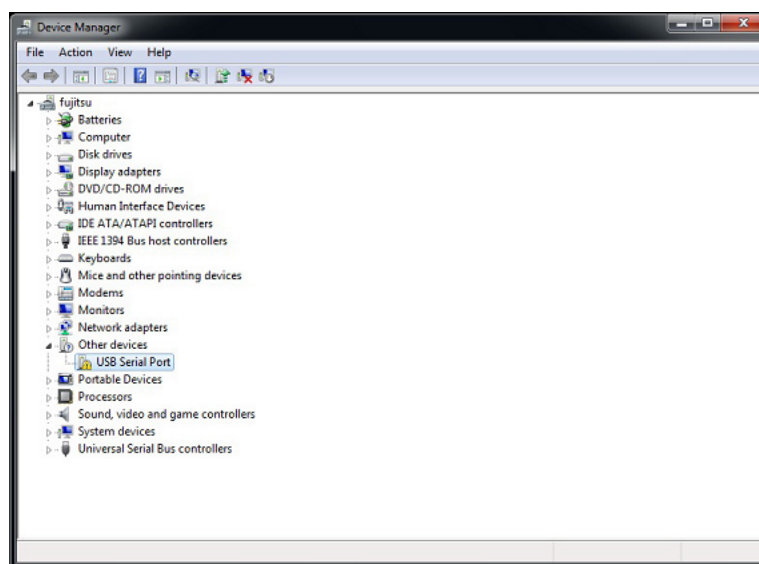 Device Manager
File Action View Help
fujitsu
Batteries
Computer
Disk drives
Display adapters
DVD/CD-ROM drives
Human Interface Devices
IDE ATA/ATAPI controllers
IEEE 1394 Bus host controllers
Keyboards
Mice and other pointing devices
Modems
Monitors
Network adapters
Other devices
USB Serial Port
Portable Devices
Processors
Sound, video and game controllers
System devices
Universal Serial Bus controllers